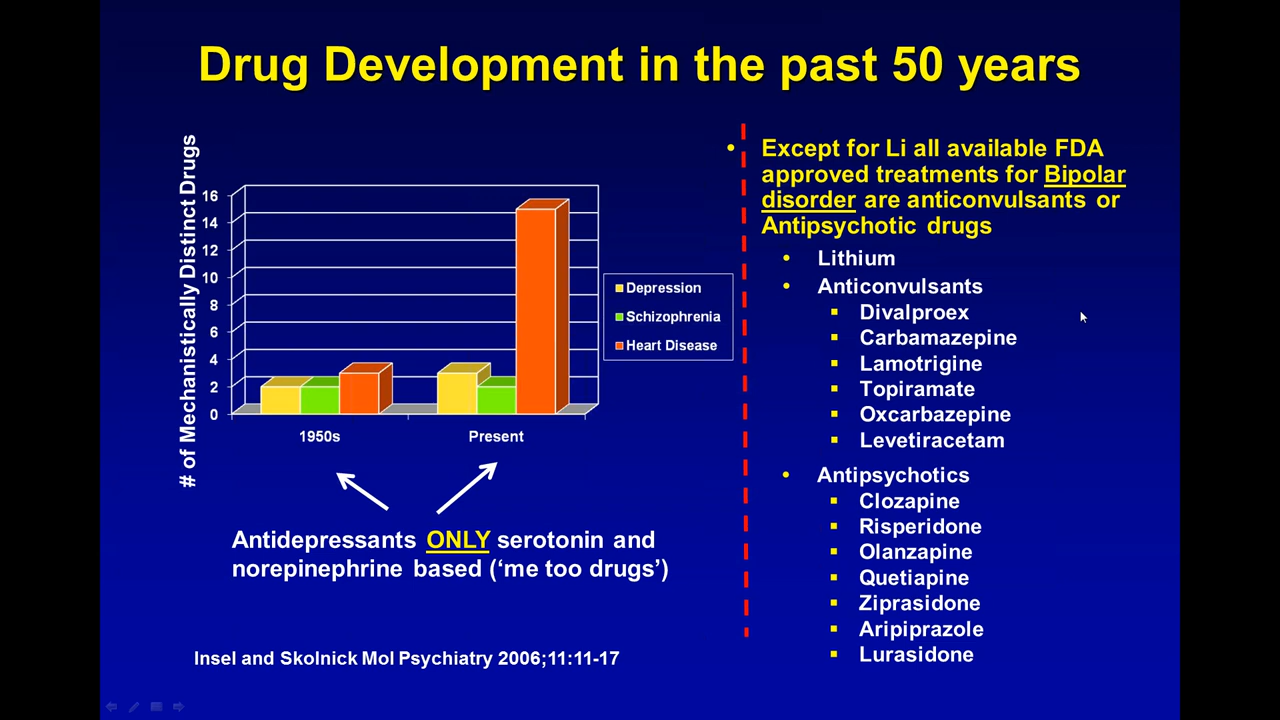 Drug Development in the past 50 years
# of Mechanistically Distinct Drugs
16
14
12
10
8
6
4
2
0
1950s
Present
Depression
Schizophrenia
Heart Disease
Antidepressants ONLY serotonin and
norepinephrine based (‘me too drugs’)
Insel and Skolnick Mol Psychiatry 2006;11:11-17
• Except for Li all available FDA
approved treatments for Bipolar
disorder are anticonvulsants or
Antipsychotic drugs
• Lithium
• Anticonvulsants
▪ Divalproex
▪ Carbamazepine
▪ Lamotrigine
▪ Topiramate
▪ Oxcarbazepine
▪ Levetiracetam
• Antipsychotics
▪ Clozapine
▪ Risperidone
▪ Olanzapine
▪ Quetiapine
▪ Ziprasidone
▪ Aripiprazole
▪ Lurasidone